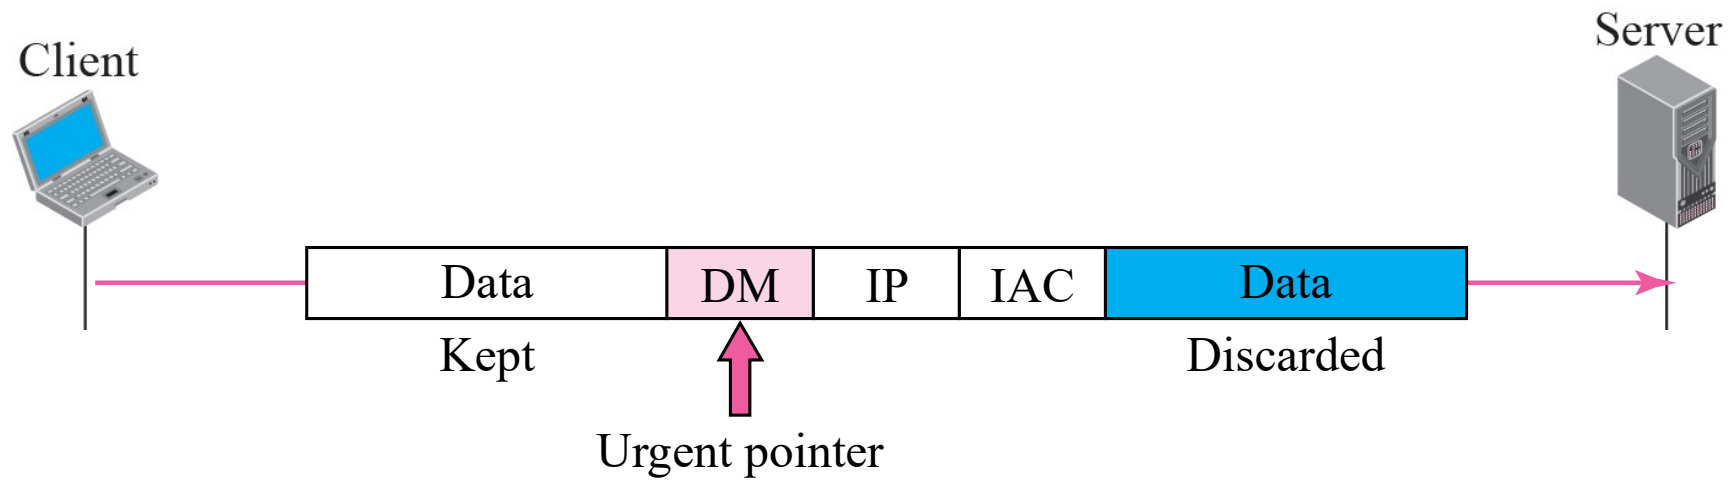 Client
Server
Data DM IP IAC Data
Kept
Discarded
Urgent pointer